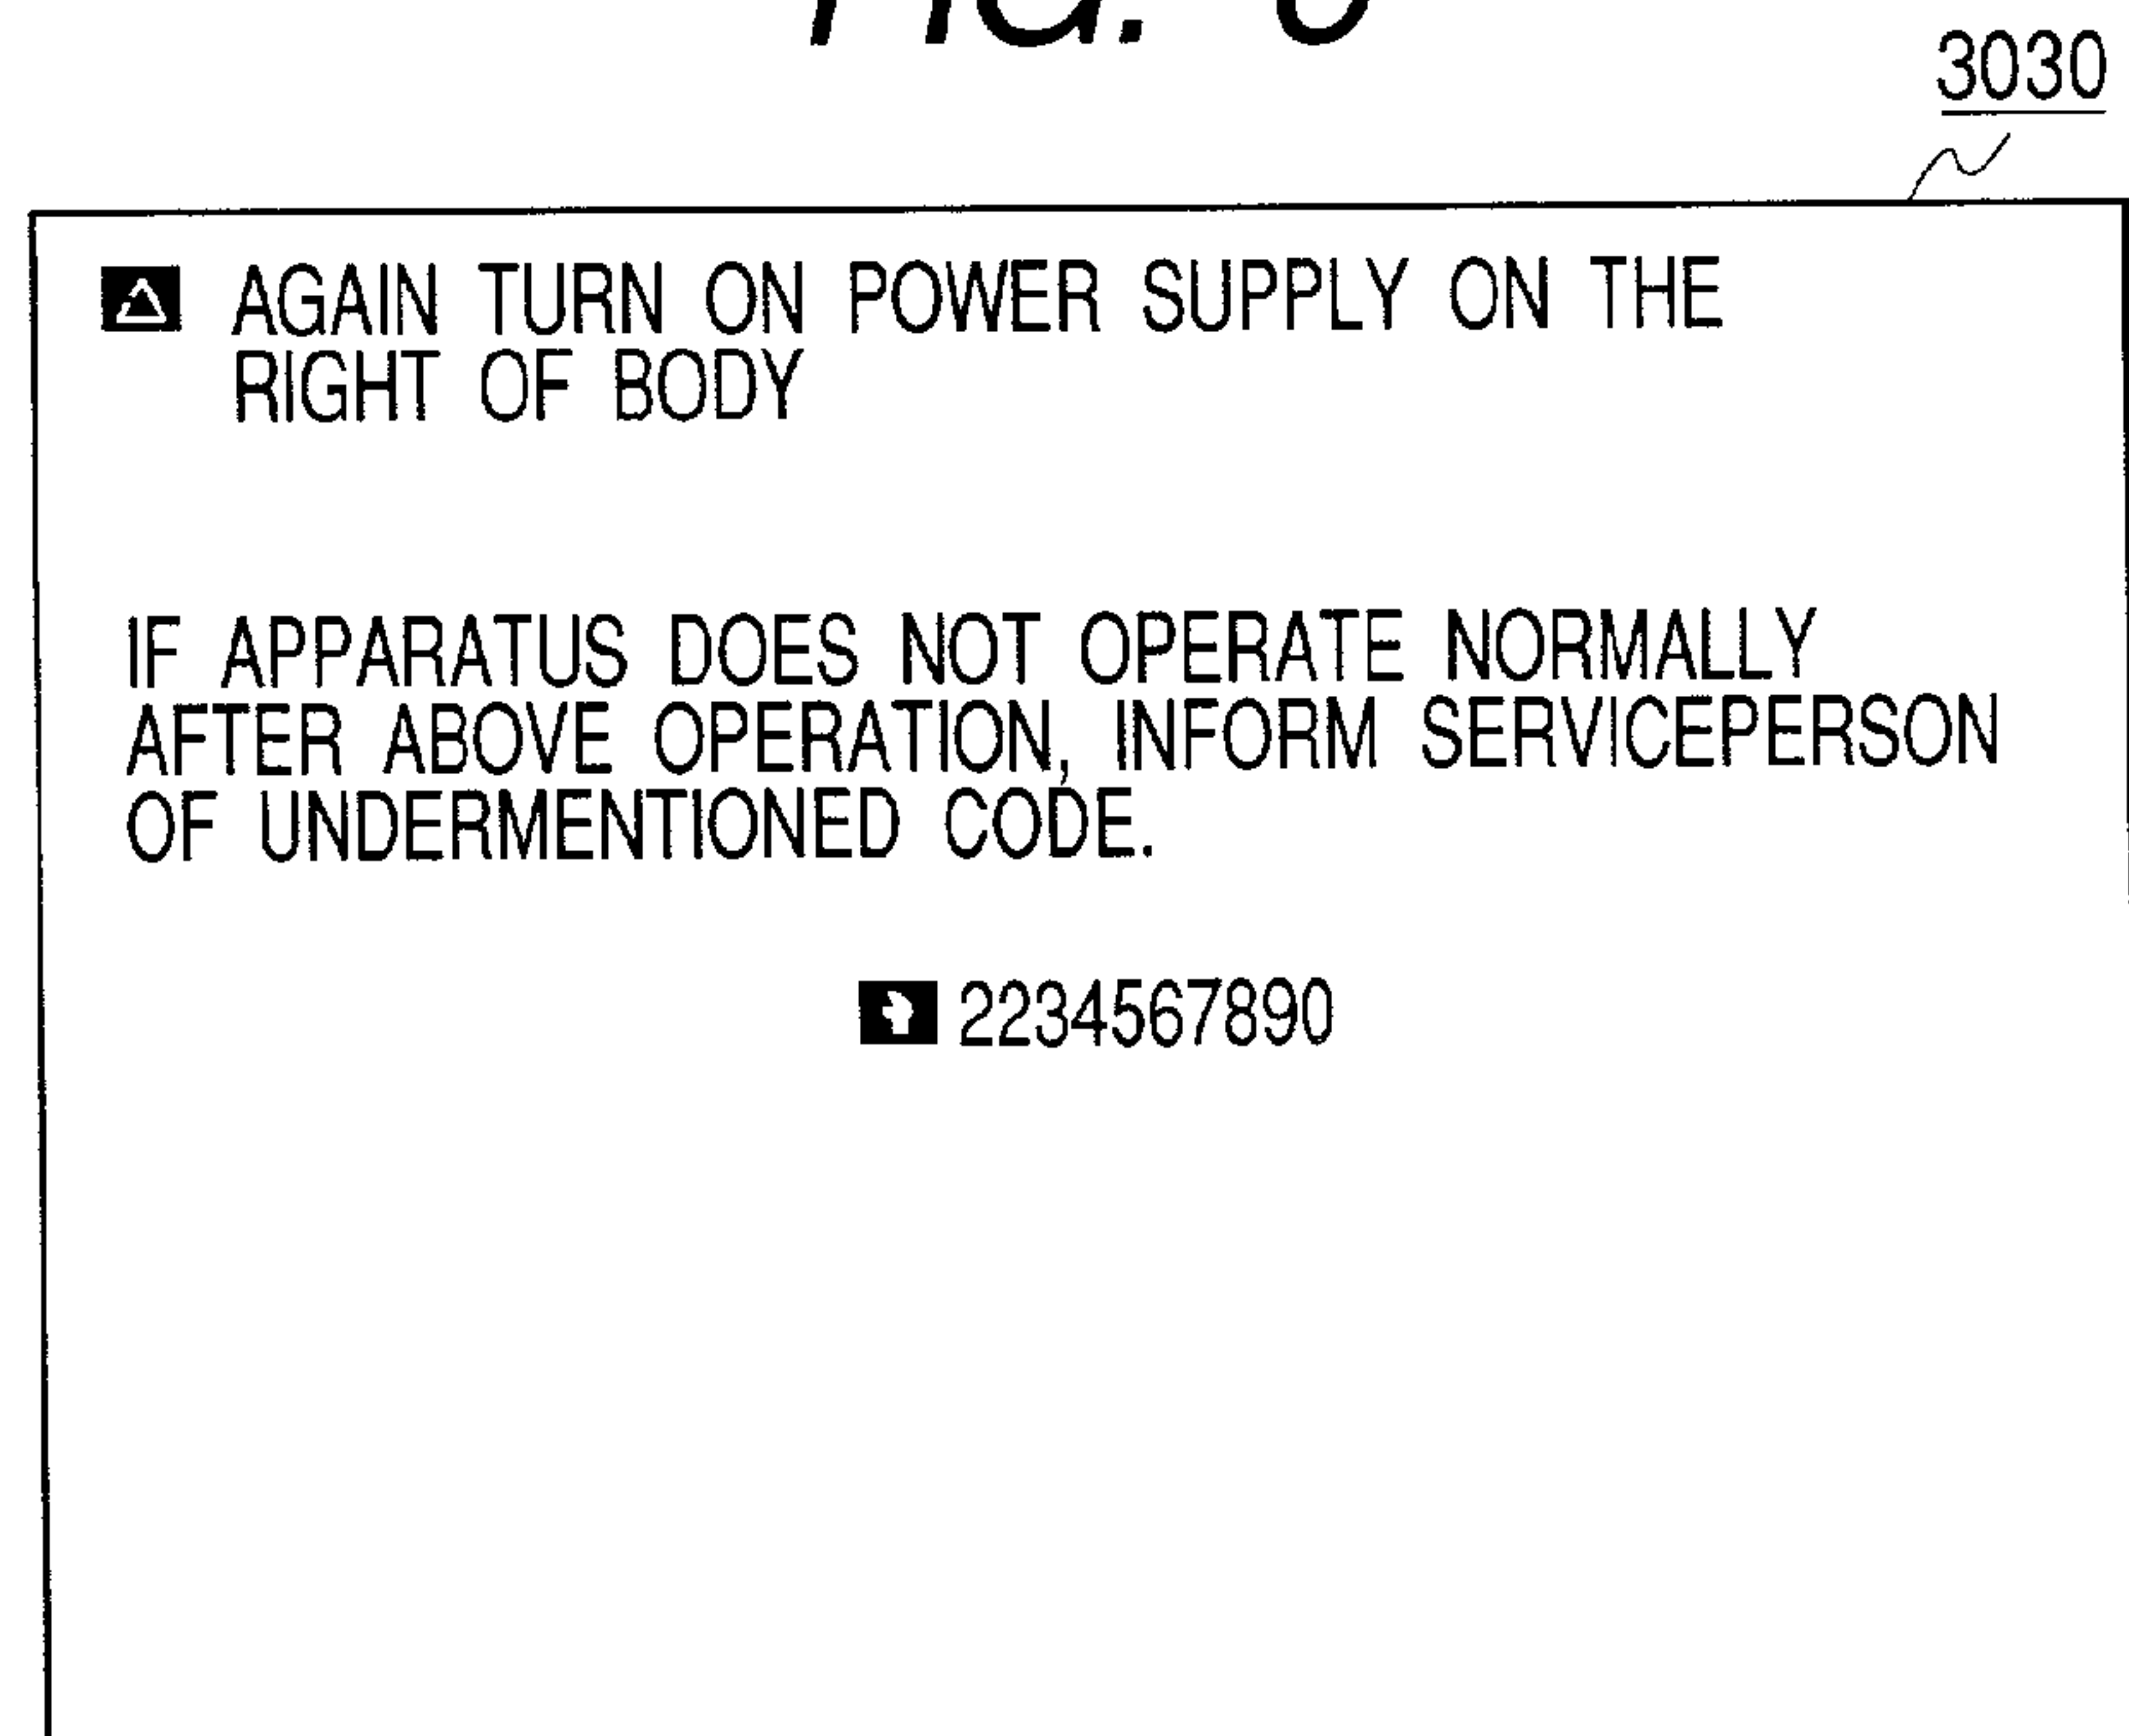 FIG.
3030
AGAIN TURN ON POWER SUPPLY ON THE
RIGHT OF BODY
IF APPARATUS DOES NOT OPERATE NORMALLY
AFTER ABOVE OPERATION, INFORM SERVICEPERSON
OF UNDERMENTIONED CODE.
2234567890